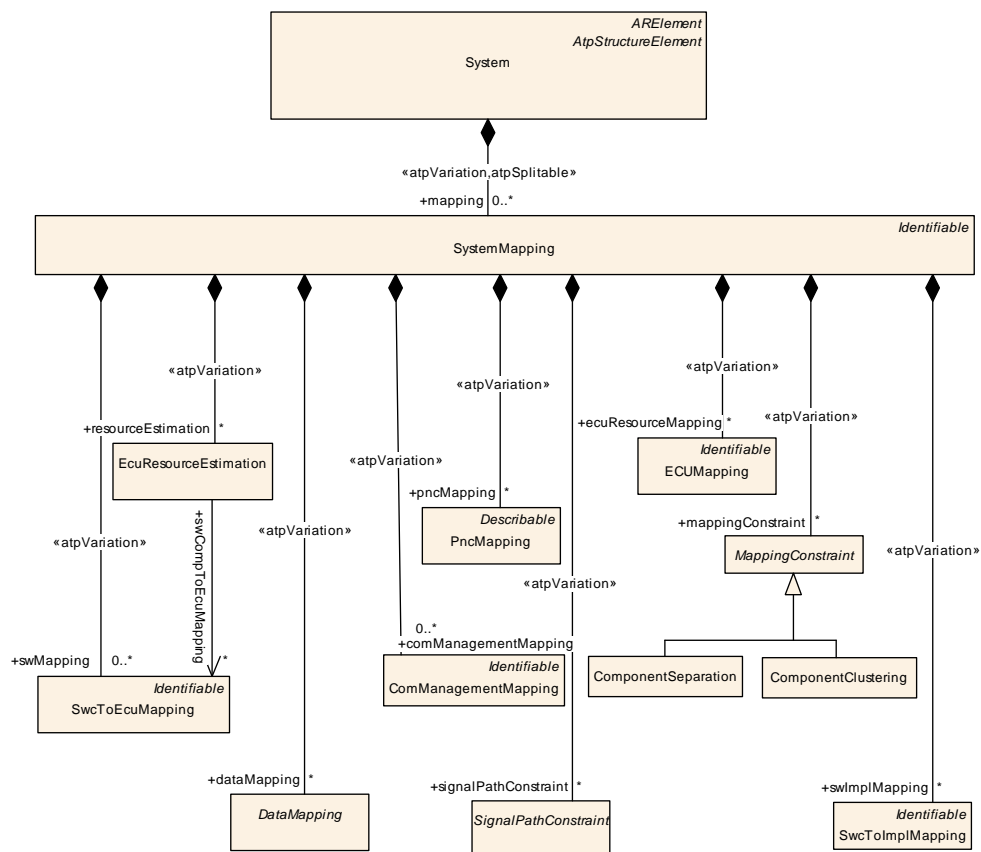 ARElement
AtpStructureElement
System
«atpVariation,atpSplitable»
+mapping 0..*
Identifiable
SystemMapping
«atpVariation»
«atpVariation»
«atpVariation»
«atpVariation»
+resourceEstimation *
+ecuResourceMapping *
EcuResourceEstimation
Identifiable
ECUMapping
«atpVariation»
+pncMapping *
Describable
PncMapping
+mappingConstraint *
MappingConstraint
«atpVariation»
«atpVariation»
«atpVariation»
«atpVariation»
+swCompToEcuMapping
*
0..*
+comManagementMapping
+swMapping 0..*
Identifiable
SwcToEcuMapping
Identifiable
ComManagementMapping
ComponentSeparation
ComponentClustering
+dataMapping *
DataMapping
+signalPathConstraint *
SignalPathConstraint
+swImplMapping *
Identifiable
SwcToImplMapping